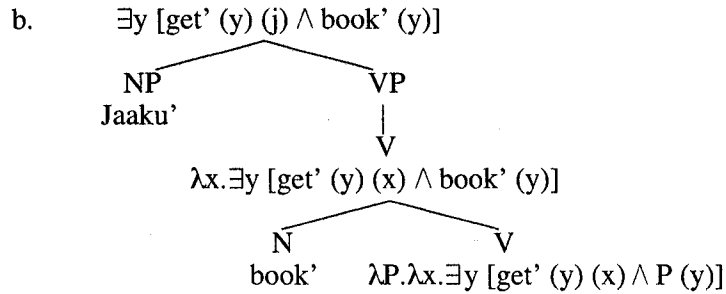 b. ∃y [get’ (y) (j) ∧ book’ (y)]
NP VP
Jaaku’
V
λx.∃y [get’ (y) (x) ∧ book’ (y)]
N V
book’ λP.λx.∃y [get’ (y) (x) ∧ P (y)]